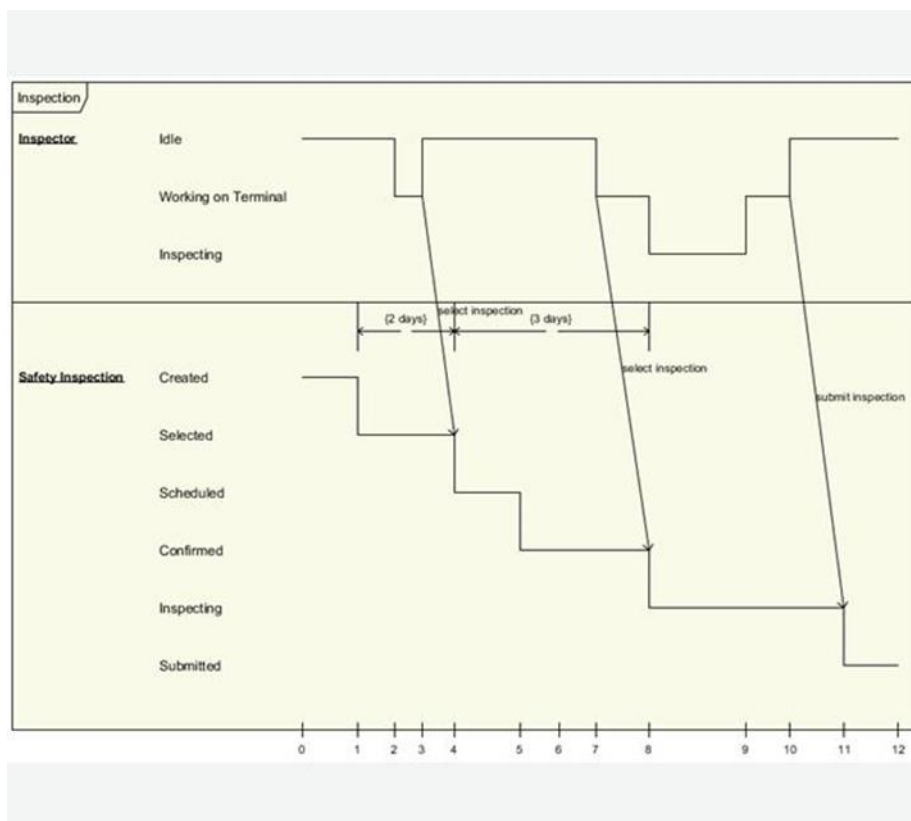 Inspection
Inspector
Idle
Working on Terminal
Inspecting
select inspection
{2 days}
{3 days}
select inspection
submit inspection
Safety Inspection
Created
Selected
Scheduled
Confirmed
Inspecting
Submitted
0 1 2 3 4 5 6 7 8 9 10 11 12